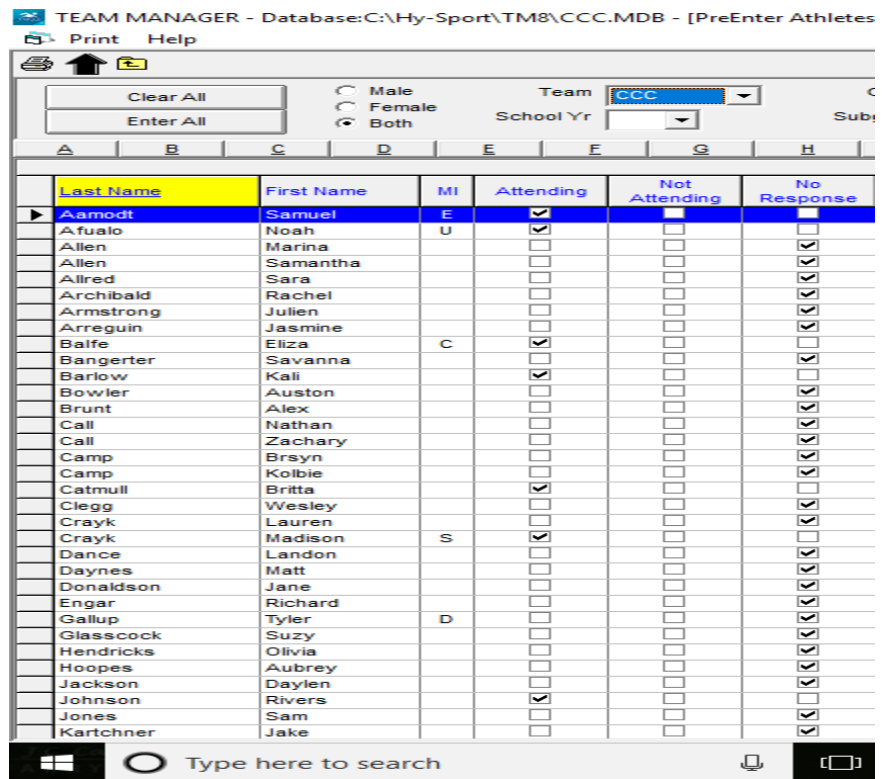 TEAM MANAGER - Database:C:\Hy-Sport\TM8\CCC.MDB - [PreEnter Athletes
Print Help
Clear All Male Team CCC
Female
Enter All Both School Yr
A B C D E F G H
Last Name First Name MI Attending Not Attending No Response
Aamodt Samuel E
Afualo Noah U
Allen Marina
Allen Samantha
Allred Sara
Archibald Rachel
Armstrong Julien
Arreguin Jasmine
Balfe Eliza C
Bangerter Savanna
Barlow Kali
Bowler Auston
Brunt Alex
Call Nathan
Call Zachary
Camp Brsyn
Camp Kolbie
Catmull Britta
Clegg Wesley
Crayk Lauren
Crayk Madison S
Dance Landon
Daynes Matt
Donaldson Jane
Engar Richard
Gallup Tyler D
Glasscock Suzy
Hendricks Olivia
Hoopes Aubrey
Jackson Daylen
Johnson Rivers
Jones Sam
Kartchner Jake
Type here to search